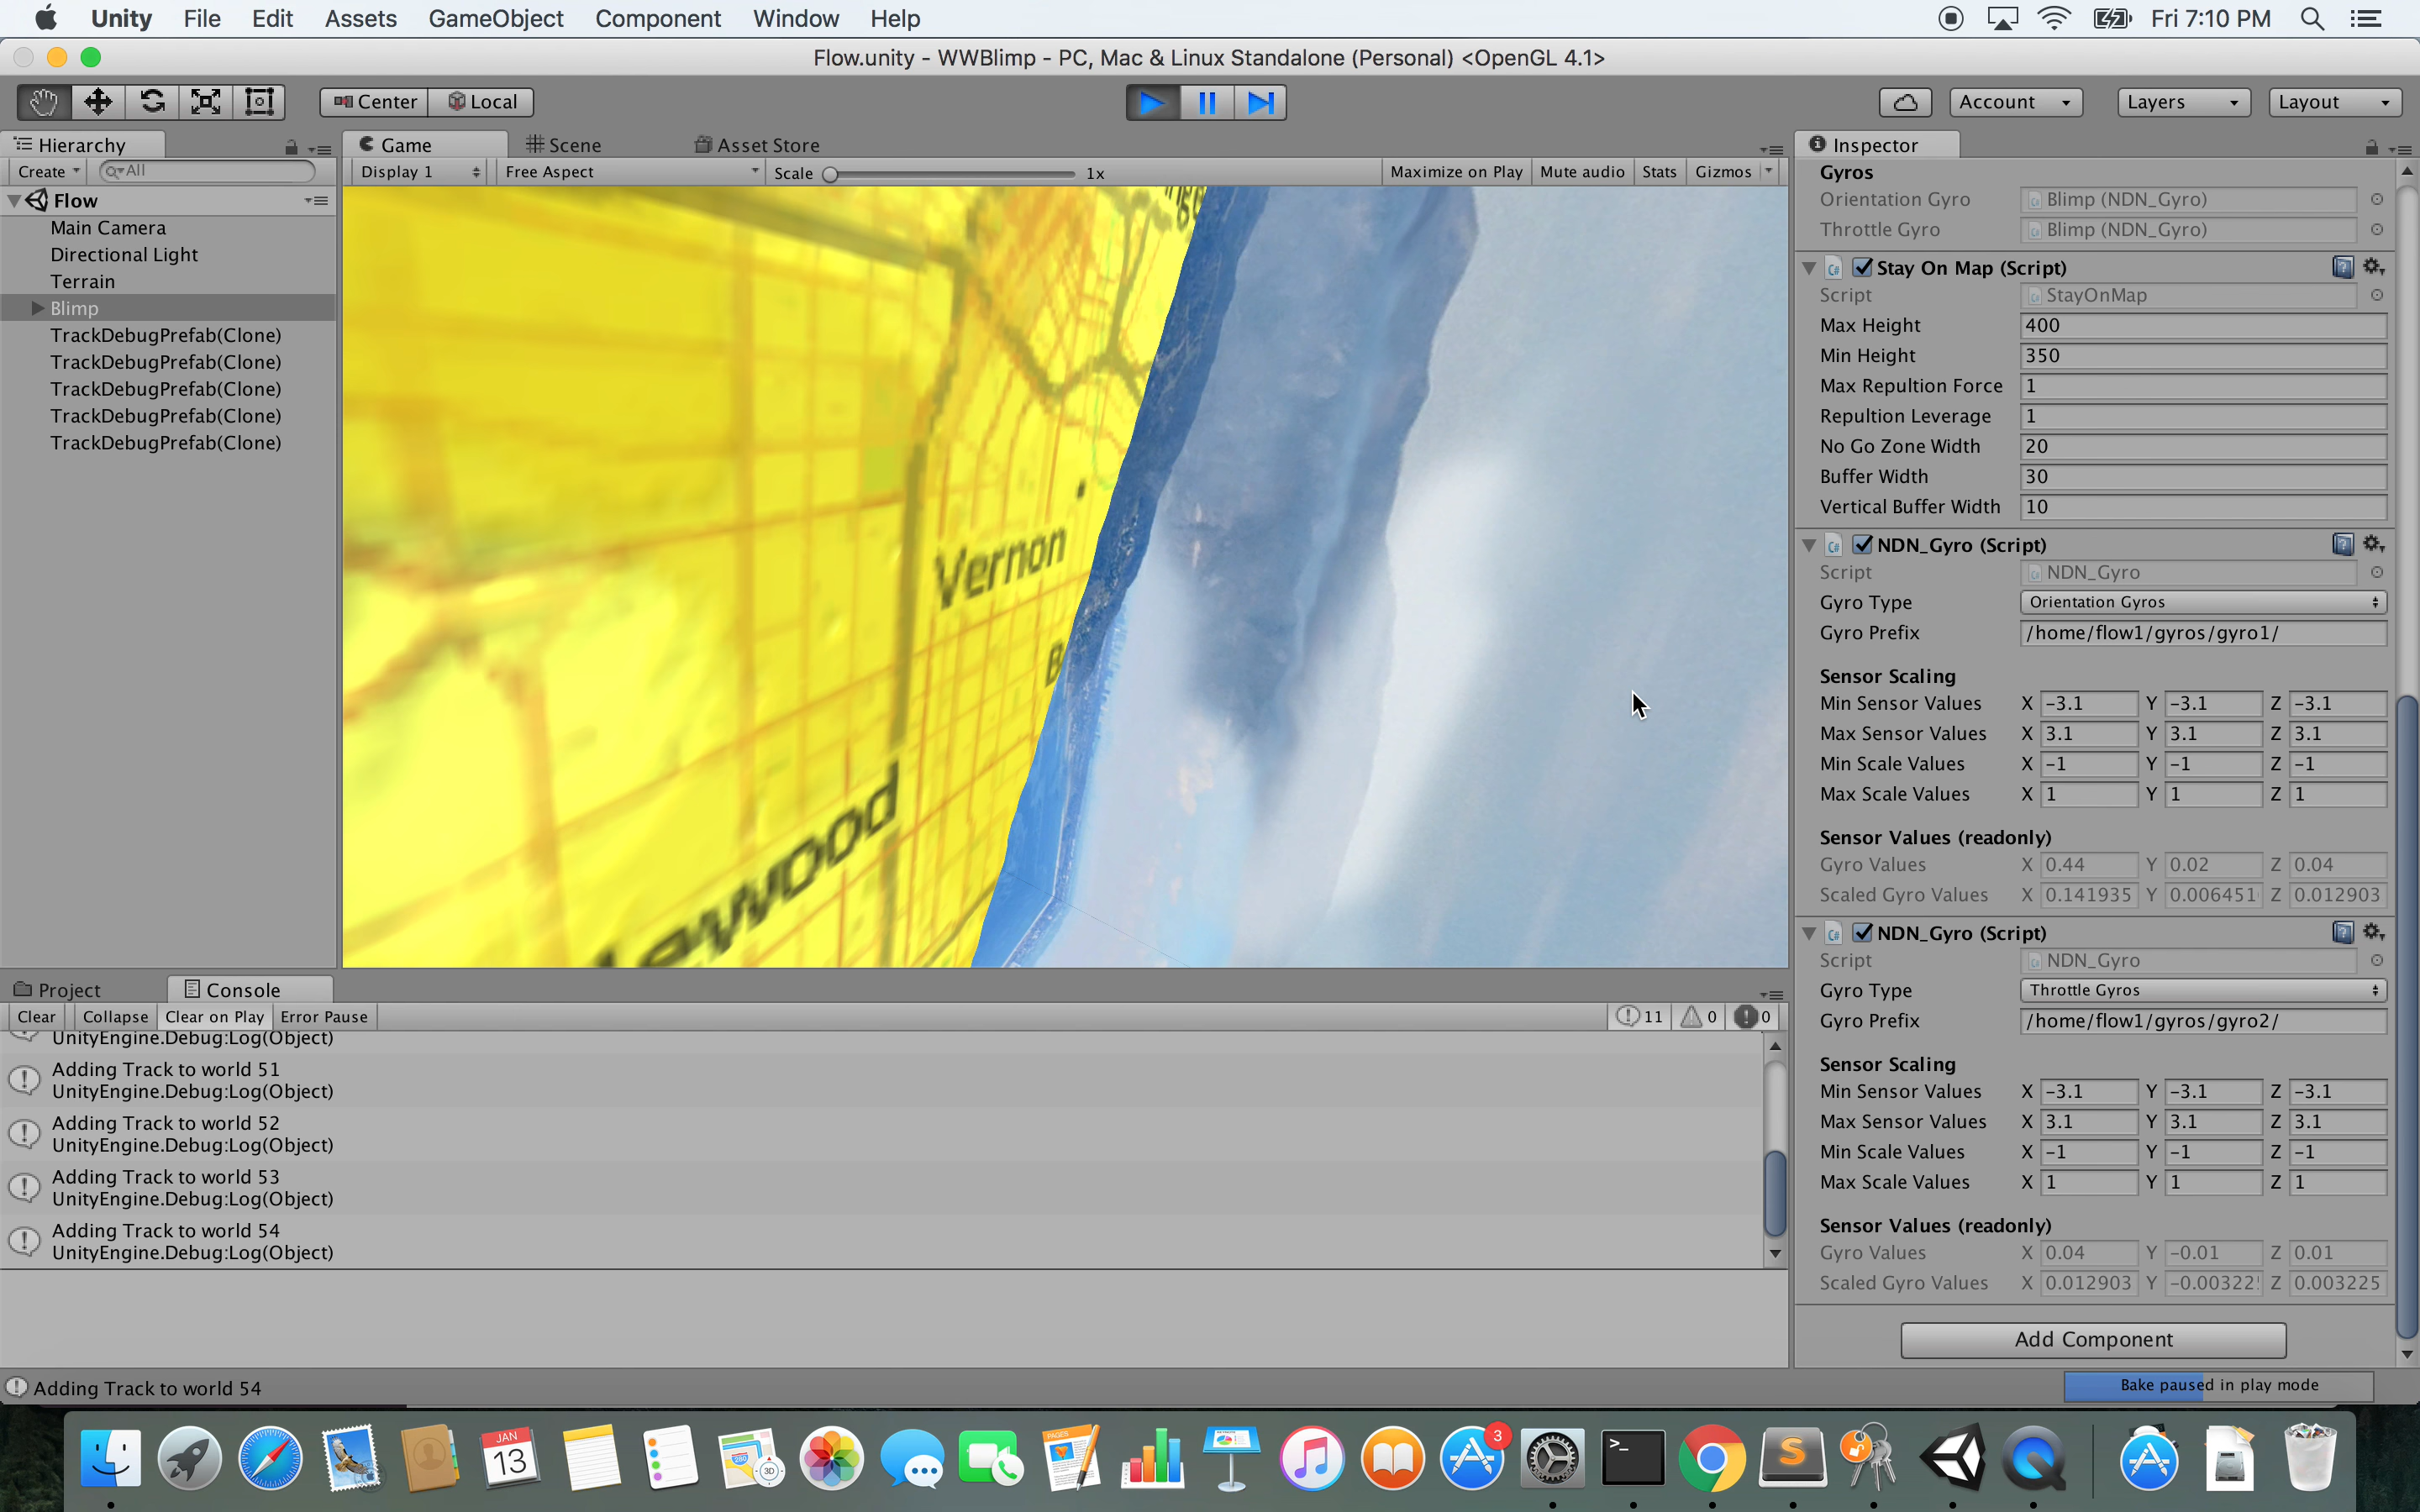 Unity File Edit Assets GameObject Component Window Help Fri 7:10 PM
Flow.unity - WWBlimp - PC, Mac & Linux Standalone (Personal) <OpenGL 4.1>
Center Local Account Layers Layout
Hierarchy
Create All
Flow
Main Camera
Directional Light
Terrain
Blimp
TrackDebugPrefab(Clone)
TrackDebugPrefab(Clone)
TrackDebugPrefab(Clone)
TrackDebugPrefab(Clone)
TrackDebugPrefab(Clone)
Game Scene Asset Store
Display 1 Free Aspect Scale 1x Maximize on Play Mute audio Stats Gizmos
Vernon
B
Inspector
Gyros
Orientation Gyro Blimp (NDN_Gyro)
Throttle Gyro Blimp (NDN_Gyro)
Stay On Map (Script)
Script StayOnMap
Max Height 400
Min Height 350
Max Repultion Force 1
Repultion Leverage 1
No Go Zone Width 20
Buffer Width 30
Vertical Buffer Width 10
NDN_Gyro (Script)
Script NDN_Gyro
Gyro Type Orientation Gyros
Gyro Prefix /home/flow1/gyros/gyro1/
Sensor Scaling
Min Sensor Values X -3.1 Y -3.1 Z -3.1
Max Sensor Values X 3.1 Y 3.1 Z 3.1
Min Scale Values X -1 Y -1 Z -1
Max Scale Values X 1 Y 1 Z 1
Sensor Values (readonly)
Gyro Values X 0.44 Y 0.02 Z 0.04
Scaled Gyro Values X 0.141935 Y 0.006451 Z 0.012903
NDN_Gyro (Script)
Script NDN_Gyro
Gyro Type Throttle Gyros
Gyro Prefix /home/flow1/gyros/gyro2/
Sensor Scaling
Min Sensor Values X -3.1 Y -3.1 Z -3.1
Max Sensor Values X 3.1 Y 3.1 Z 3.1
Min Scale Values X -1 Y -1 Z -1
Max Scale Values X 1 Y 1 Z 1
Sensor Values (readonly)
Gyro Values X 0.04 Y -0.01 Z 0.01
Scaled Gyro Values X 0.012903 Y -0.003225 Z 0.003225
Add Component
Project Console
Clear Collapse Clear on Play Error Pause 11 0 0
UnityEngine.Debug:Log(Object)
Adding Track to world 51
UnityEngine.Debug:Log(Object)
Adding Track to world 52
UnityEngine.Debug:Log(Object)
Adding Track to world 53
UnityEngine.Debug:Log(Object)
Adding Track to world 54
UnityEngine.Debug:Log(Object)
Adding Track to world 54
Bake paused in play mode
JAN
13
PAGES
280
3D
3
>_
S